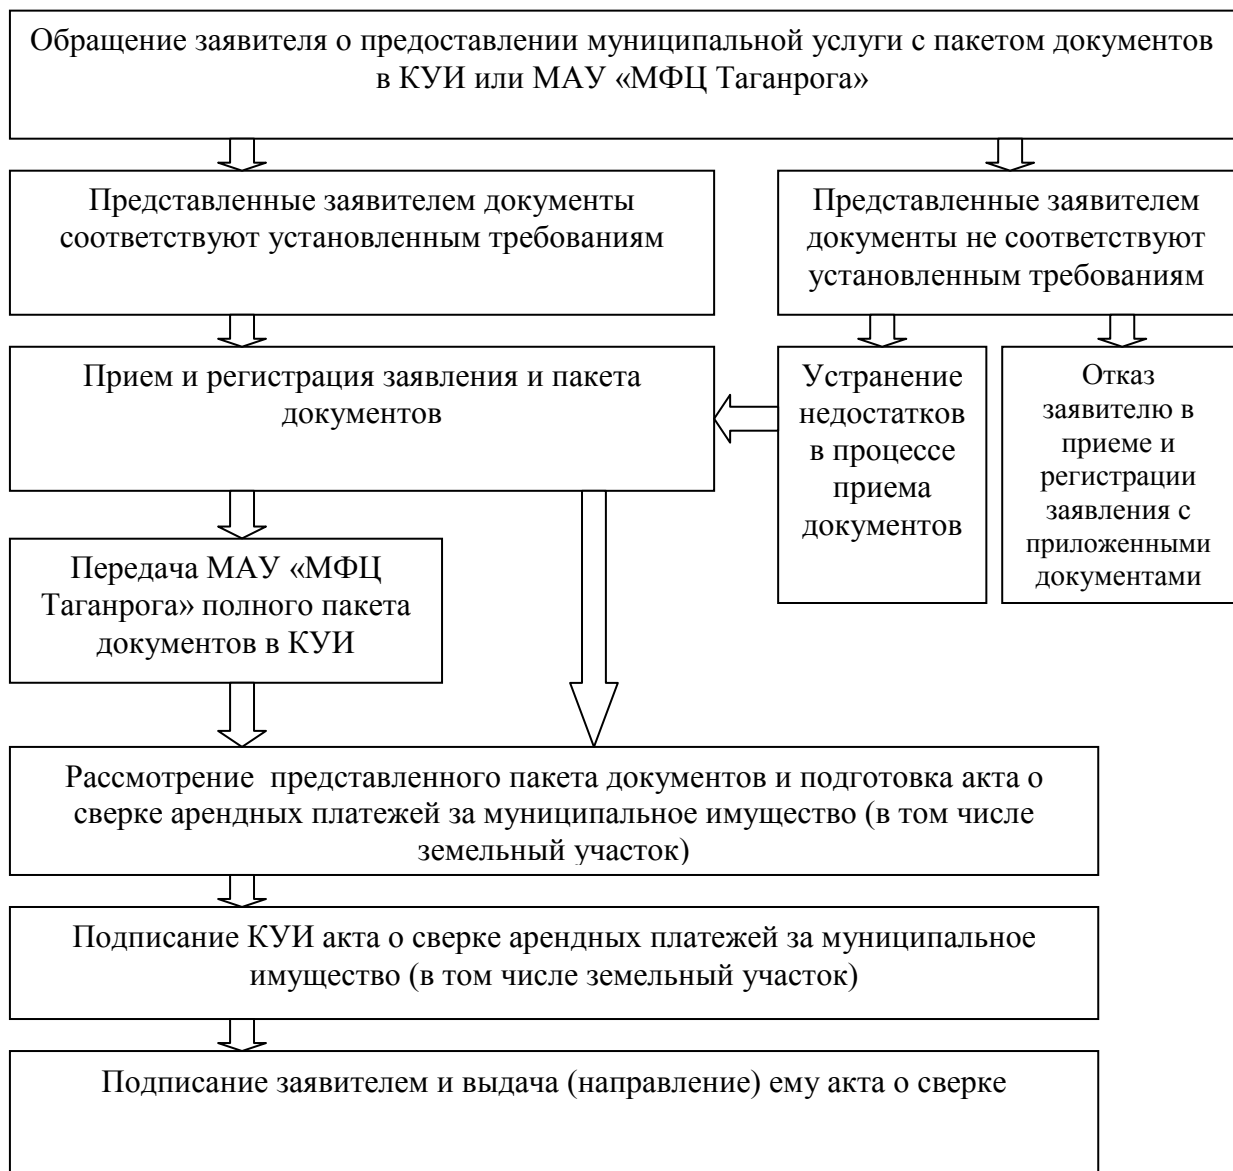 Обращение заявителя о предоставлении муниципальной услуги с пакетом документов
в КУИ или МАУ «МФЦ Таганрога»
Представленные заявителем документы
соответствуют установленным требованиям
Представленные заявителем
документы не соответствуют
установленным требованиям
Прием и регистрация заявления и пакета
документов
Устранение
недостатков
в процессе
приема
документов
Отказ
заявителю в
приеме и
регистрации
заявления с
приложенными
документами
Передача МАУ «МФЦ
Таганрога» полного пакета
документов в КУИ
Рассмотрение представленного пакета документов и подготовка акта о
сверке арендных платежей за муниципальное имущество (в том числе
земельный участок)
Подписание КУИ акта о сверке арендных платежей за муниципальное
имущество (в том числе земельный участок)
Подписание заявителем и выдача (направление) ему акта о сверке